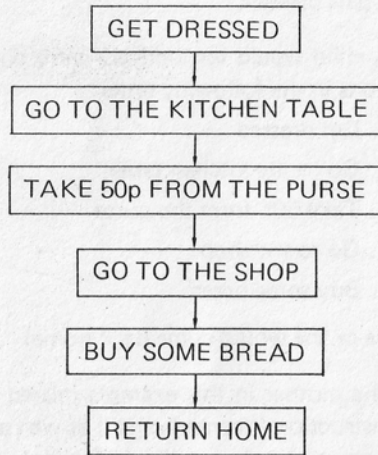 GET DRESSED
GO TO THE KITCHEN TABLE
TAKE 50p FROM THE PURSE
GO TO THE SHOP
BUY SOME BREAD
RETURN HOME